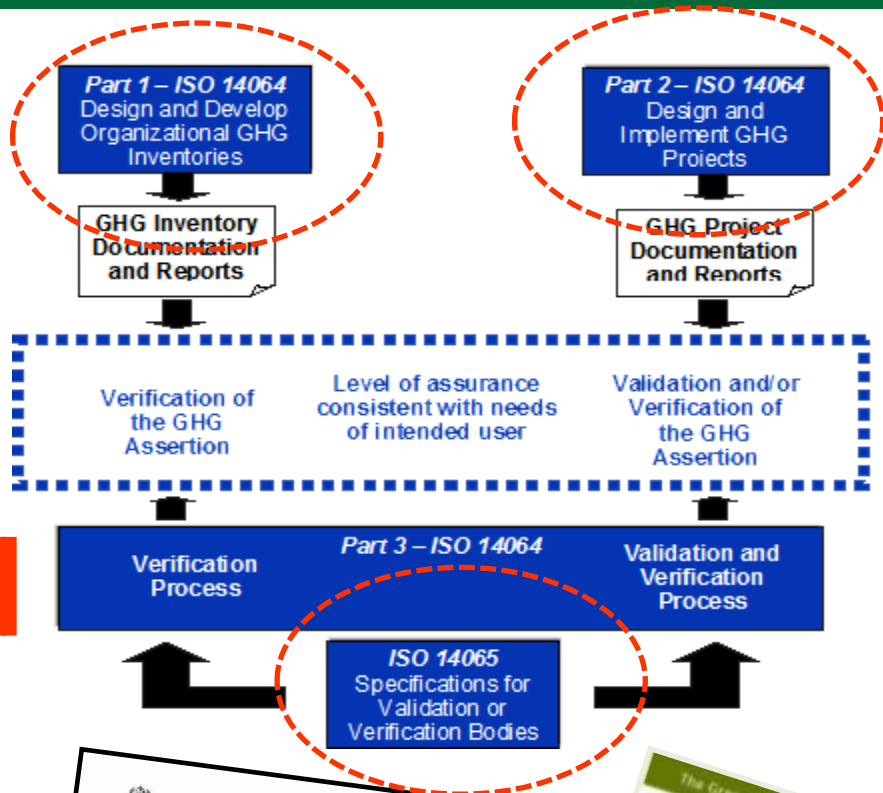 Part 1 – ISO 14064
Design and Develop
Organizational GHG
Inventories
Part 2 – ISO 14064
Design and
Implement GHG
Projects
GHG Inventory
Documentation
and Reports
GHG Project
Documentation
and Reports
Verification of
the GHG
Assertion
Level of assurance
consistent with needs
of intended user
Validation and/or
Verification of
the GHG
Assertion
Part 3 – ISO 14064
Verification
Process
Validation and
Verification
Process
ISO 14065
Specifications for
Validation or
Verification Bodies
The